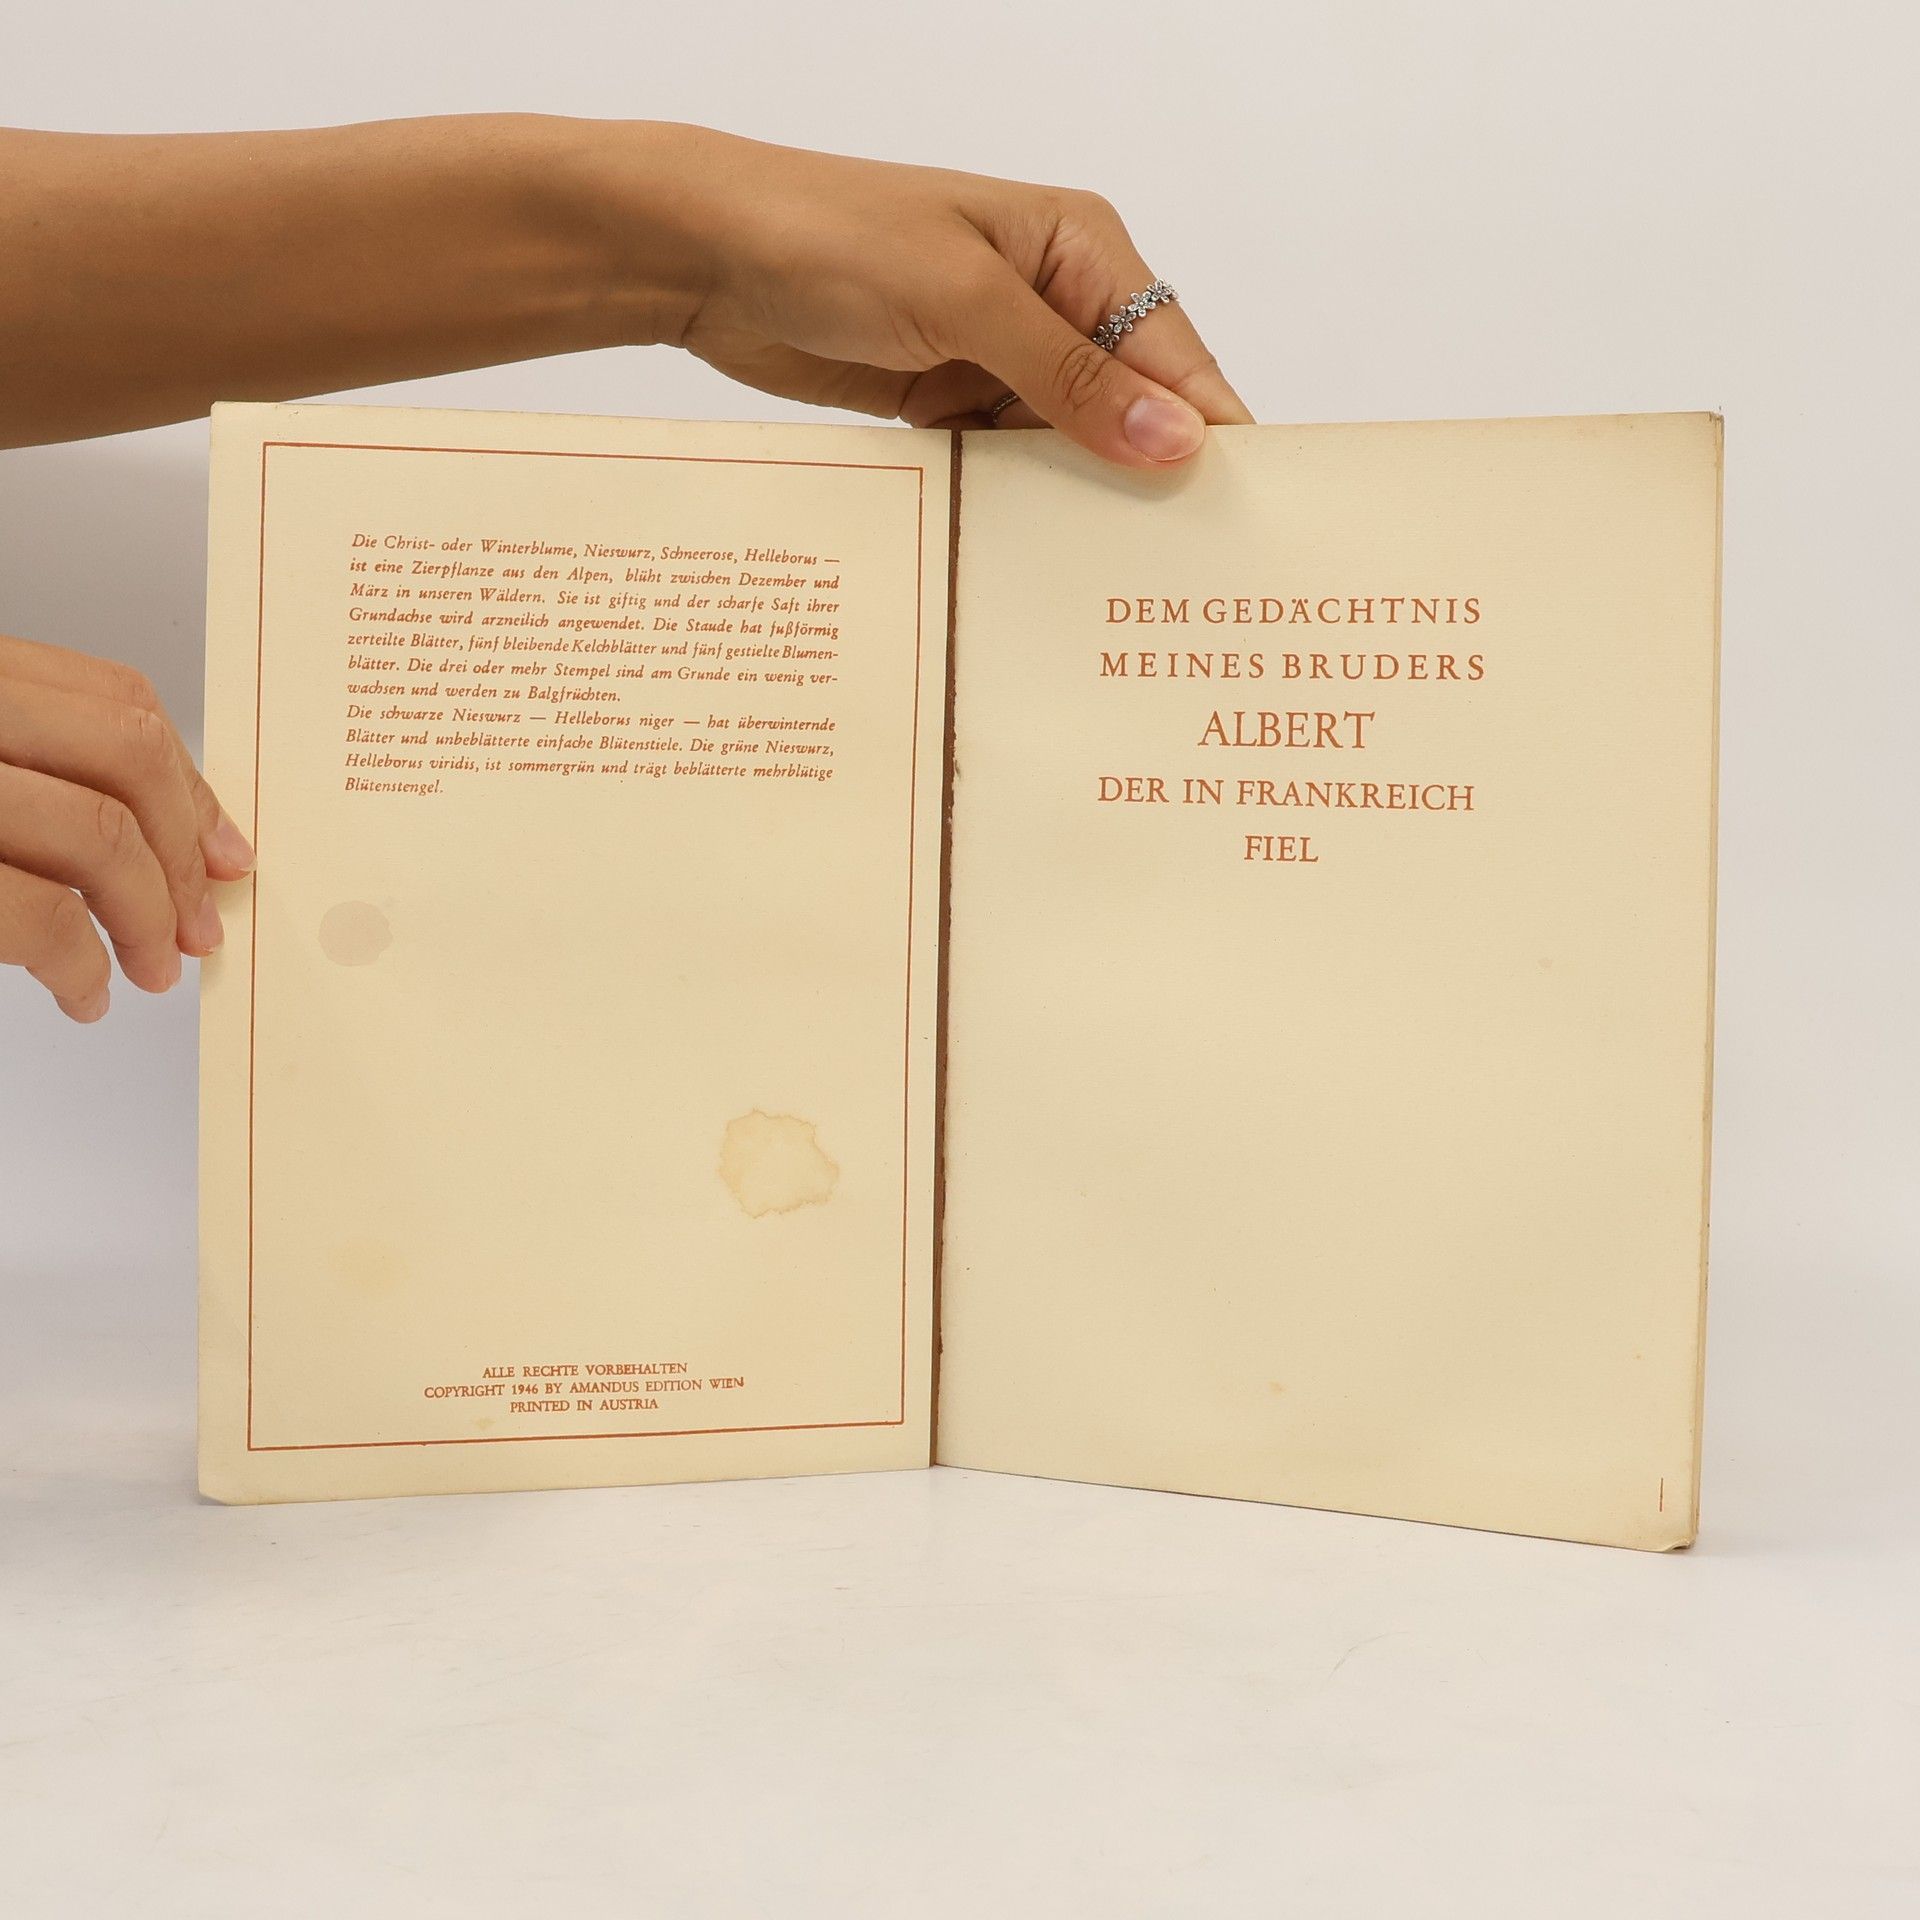 Die Christ- oder Winterblume, Nieswurz, Schneerose, Helleborus —
ist eine Zierpflanze aus den Alpen, blüht zwischen Dezember und
März in unseren Wäldern. Sie ist giftig und der scharfe Saft ihrer
Grundachse wird arzneilich angewendet. Die Staude hat fußförmig
zerteilte Blätter, fünf bleibende Kelchblätter und fünf gestielte Blumen-
blätter. Die drei oder mehr Stempel sind am Grunde ein wenig ver-
wachsen und werden zu Balgfrüchten.
Die schwarze Nieswurz — Helleborus niger — hat überwinternde
Blätter und unbeblätterte einfache Blütenstiele. Die grüne Nieswurz,
Helleborus viridis, ist sommergrün und trägt beblätterte mehrblütige
Blütenstengel.
ALLE RECHTE VORBEHALTEN
COPYRIGHT 1946 BY AMANDUS EDITION WIEN
PRINTED IN AUSTRIA
DEM GEDÄCHTNIS
MEINES BRUDERS
ALBERT
DER IN FRANKREICH
FIEL